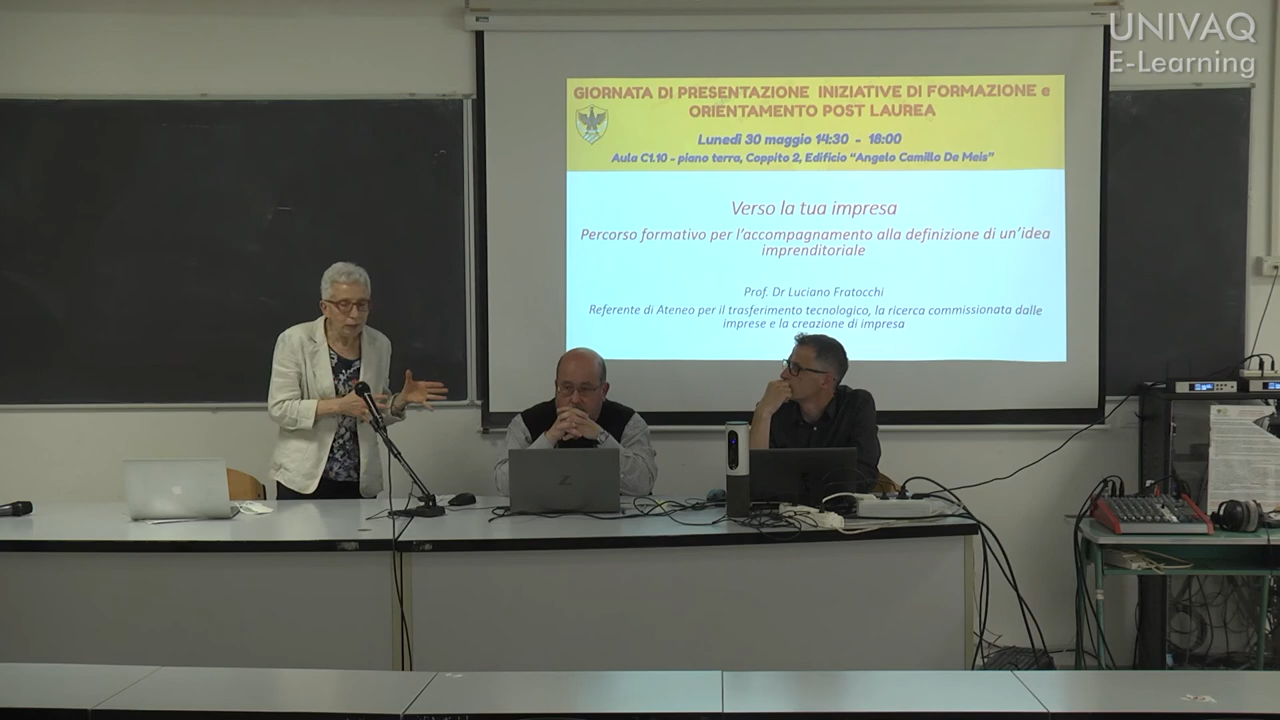 UNIVAQ
E-Learning
GIORNATA DI PRESENTAZIONE INIZIATIVE DI FORMAZIONE e
ORIENTAMENTO POST LAUREA
Lunedì 30 maggio 14:30 - 18:00
Aula C1.10 - piano terra, Coppito 2, Edificio "Angelo Camillo De Meis"
Verso la tua impresa
Percorso formativo per l'accompagnamento alla definizione di un'idea
imprenditoriale
Prof. Dr Luciano Fratocchi
Referente di Ateneo per il trasferimento tecnologico, la ricerca commissionata dalle
imprese e la creazione di impresa